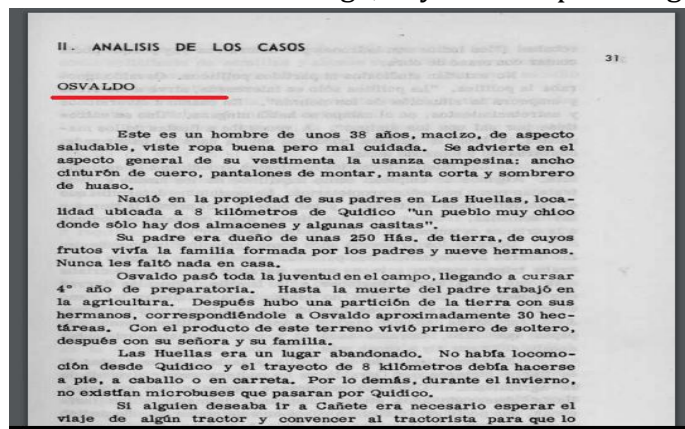 II. ANALISIS DE LOS CASOS
31
OSVALDO
Este es un hombre de unos 38 años, macizo, de aspecto
saludable, viste ropa buena pero mal cuidada. Se advierte en el
aspecto general de su vestimenta la usanza campesina: ancho
cinturón de cuero, pantalones de montar, manta corta y sombrero
de huaso.
Nació en la propiedad de sus padres en Las Huellas, loca-
lidad ubicada a 8 kilómetros de Quidico "un pueblo muy chico
donde sólo hay dos almacenes y algunas casitas".
Su padre era dueño de unas 250 Hás. de tierra, de cuyos
frutos vivía la familia formada por los padres y nueve hermanos.
Nunca les faltó nada en casa.
Osvaldo pasó toda la juventud en el campo, llegando a cursar
4° año de preparatoria. Hasta la muerte del padre trabajó en
la agricultura. Después hubo una partición de la tierra con sus
hermanos, correspondiéndole a Osvaldo aproximadamente 30 hec-
táreas. Con el producto de este terreno vivió primero de soltero,
después con su señora y su familia.
Las Huellas era un lugar abandonado. No había locomo-
ción desde Quidico y el trayecto de 8 kilómetros debía hacerse
a pie, a caballo o en carreta. Por lo demás, durante el invierno,
no existían microbuses que pasaran por Quidico.
Si alguien deseaba ir a Cañete era necesario esperar el
viaje de algún tractor y convencer al tractorista para que lo